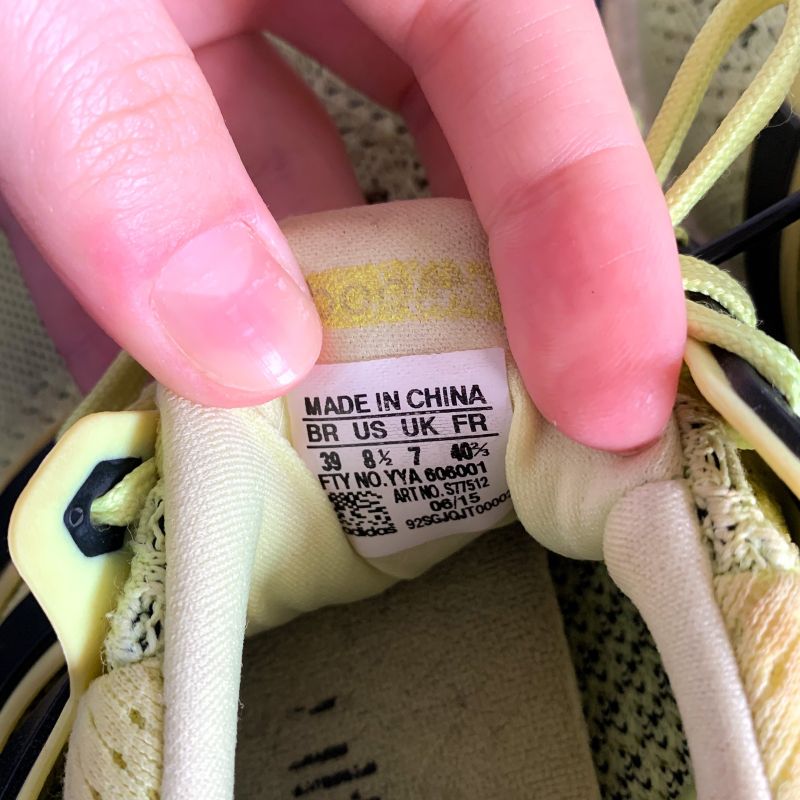 MADE IN CHINA
BR US UK FR
39 8½ 7 40⅔
FTY NO.YYA 606001
ART NO. S77512
06/15
adidas